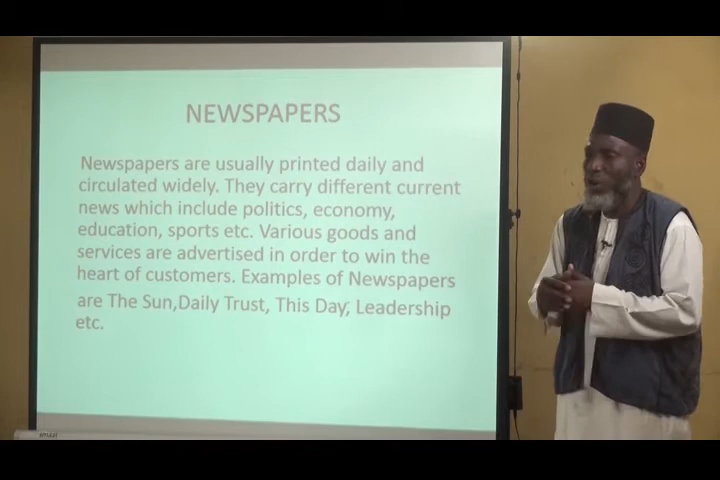 NEWSPAPERS
Newspapers are usually printed daily and
circulated widely. They carry different current
news which include politics, economy,
education, sports etc. Various goods and
services are advertised in order to win the
heart of customers. Examples of Newspapers
are The Sun,Daily Trust, This Day, Leadership
etc.